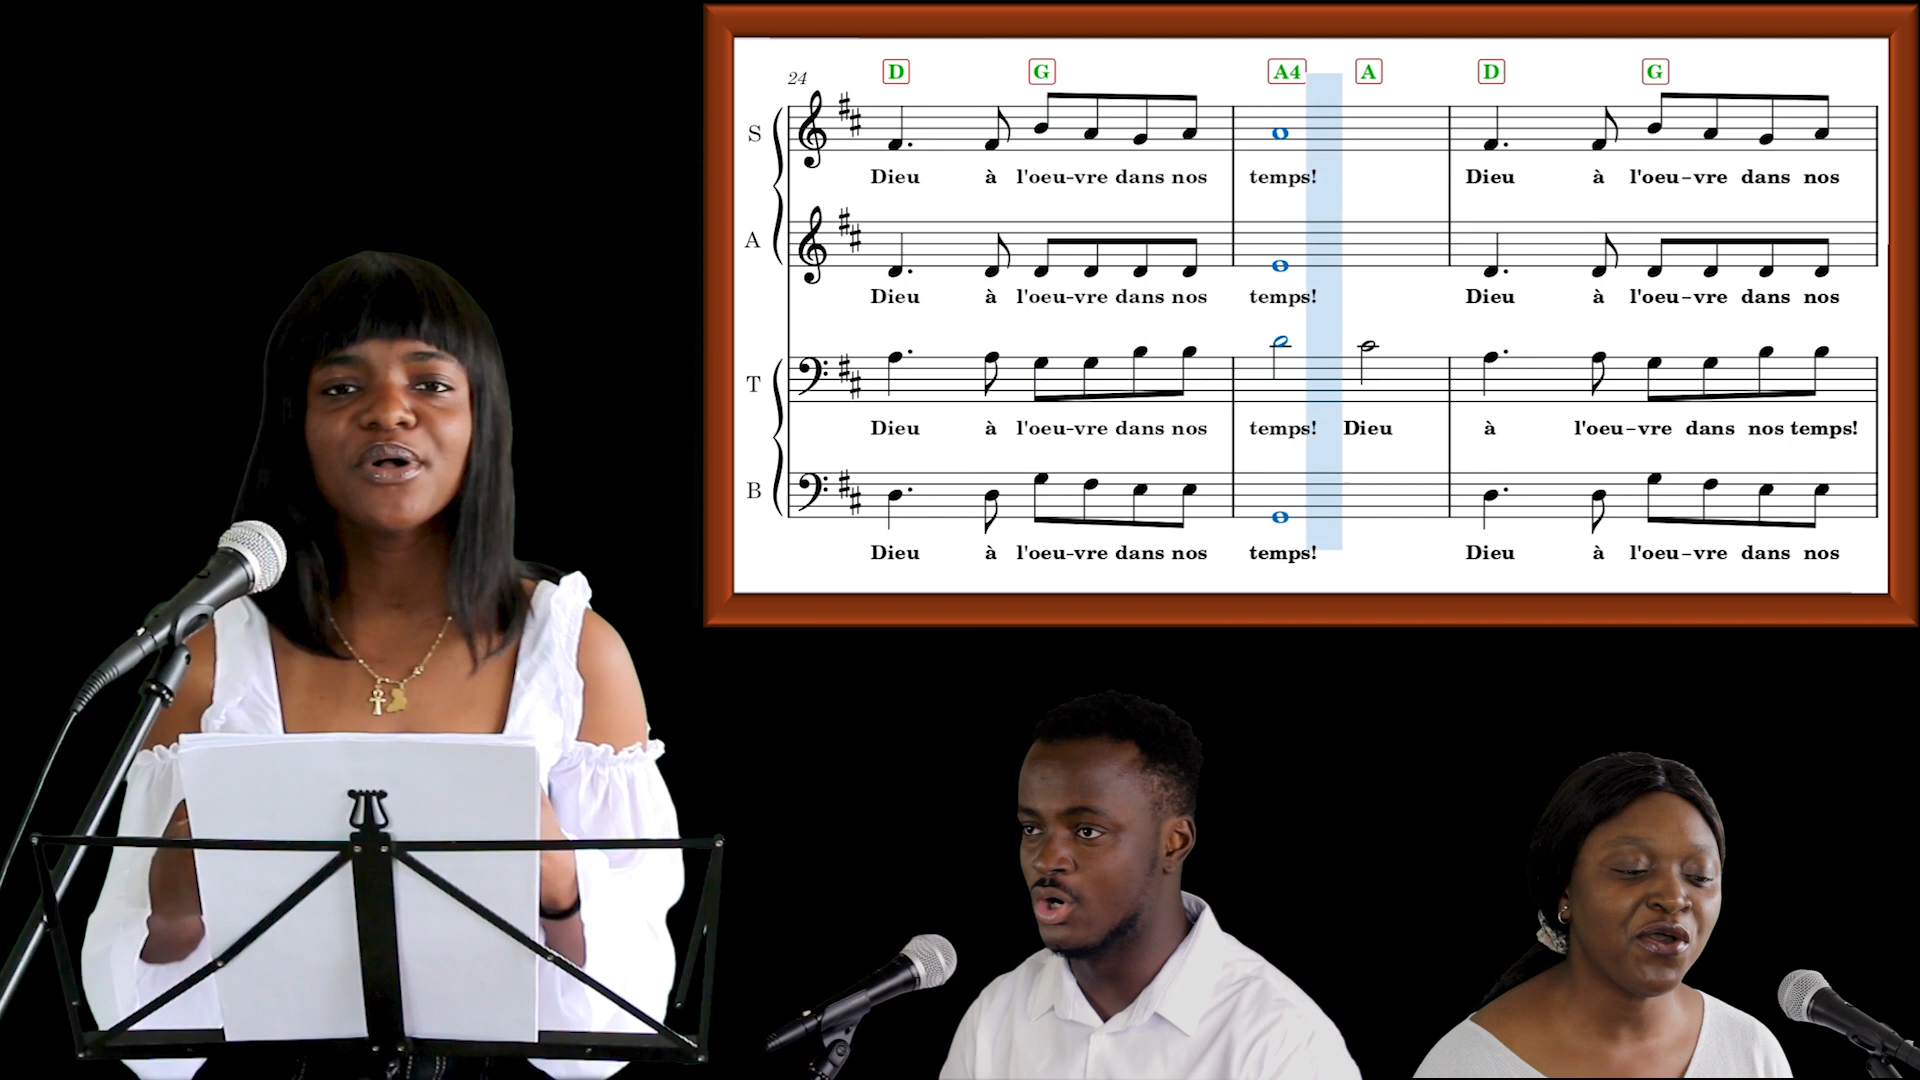 D G A4 A D G
24
S
Dieu à l'oeu-vre dans nos temps! Dieu à l'oeu-vre dans nos
A
Dieu à l'oeu-vre dans nos temps! Dieu à l'oeu-vre dans nos
T
Dieu à l'oeu-vre dans nos temps! Dieu à l'oeu-vre dans nos temps!
B
Dieu à l'oeu-vre dans nos temps! Dieu à l'oeu-vre dans nos